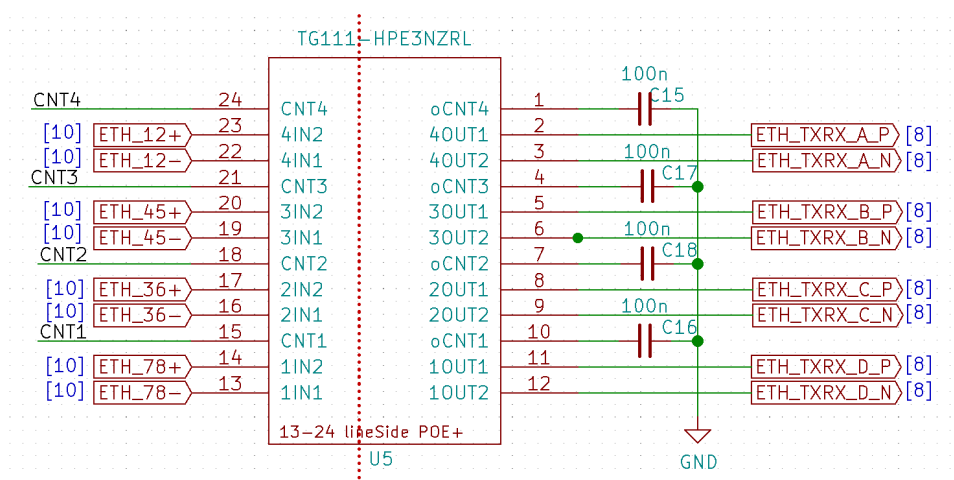 TG111-HPE3NZRL
100n
C15
CNT4 24 CNT4 oCNT4 1
[10] ETH_12+ 23 4IN2 4OUT1 2 ETH_TXRX_A_P [8]
[10] ETH_12- 22 4IN1 4OUT2 3 ETH_TXRX_A_N [8]
100n
C17
CNT3 21 CNT3 oCNT3 4
[10] ETH_45+ 20 3IN2 3OUT1 5 ETH_TXRX_B_P [8]
[10] ETH_45- 19 3IN1 3OUT2 6 ETH_TXRX_B_N [8]
100n
C18
CNT2 18 CNT2 oCNT2 7
[10] ETH_36+ 17 2IN2 2OUT1 8 ETH_TXRX_C_P [8]
[10] ETH_36- 16 2IN1 2OUT2 9 ETH_TXRX_C_N [8]
100n
C16
CNT1 15 CNT1 oCNT1 10
[10] ETH_78+ 14 1IN2 1OUT1 11 ETH_TXRX_D_P [8]
[10] ETH_78- 13 1IN1 1OUT2 12 ETH_TXRX_D_N [8]
13-24 lineSide POE+
U5
GND